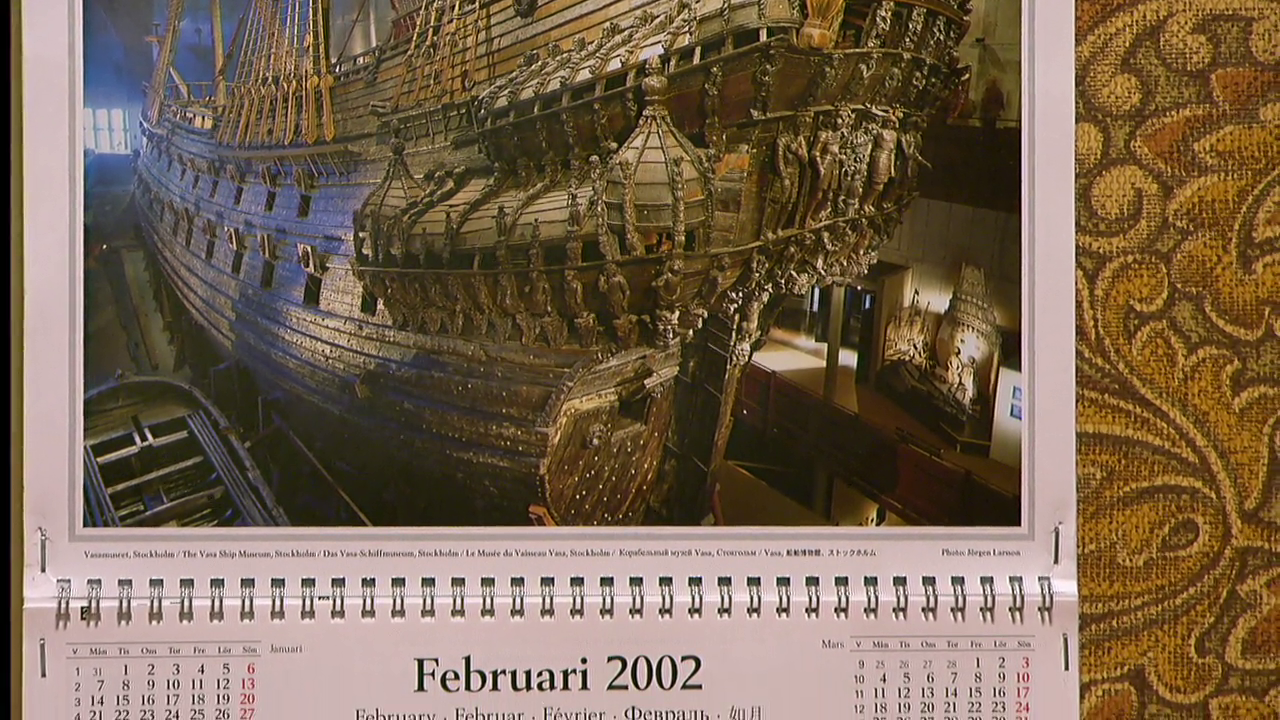 Vasamuseet, Stockholm / The Vasa Ship Museum, Stockholm / Das Vasa-Schiffmuseum, Stockholm / Le Musée du Vaisseau Vasa, Stockholm / Корабельный музей Vasa, Стокгольм / Vasa, 船舶博物館、ストックホルム
Photo: Jörgen Larsson
Januari
V Mån Tis Ons Tor Fre Lör Sön
1 31 1 2 3 4 5 6
2 7 8 9 10 11 12 13
3 14 15 16 17 18 19 20
4 21 22 23 24 25 26 27
Februari 2002
February · Februar · Février · Февраль · 如月
Mars
V Mån Tis Ons Tor Fre Lör Sön
9 25 26 27 28 1 2 3
10 4 5 6 7 8 9 10
11 11 12 13 14 15 16 17
12 18 19 20 21 22 23 24